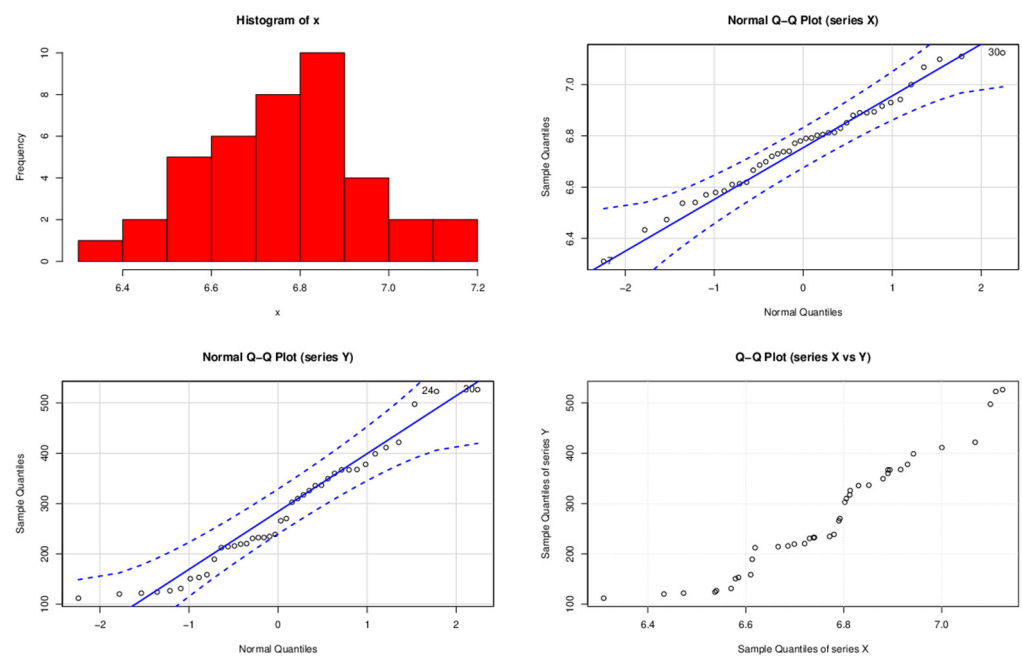 Histogram of x
Frequency
0 2 4 6 8 10
6.4 6.6 6.8 7.0 7.2
x
Normal Q−Q Plot (series X)
Sample Quantiles
6.4 6.6 6.8 7.0
30
7
−2 −1 0 1 2
Normal Quantiles
Normal Q−Q Plot (series Y)
Sample Quantiles
100 200 300 400 500
24 30
−2 −1 0 1 2
Normal Quantiles
Q−Q Plot (series X vs Y)
Sample Quantiles of series Y
100 200 300 400 500
6.4 6.6 6.8 7.0
Sample Quantiles of series X